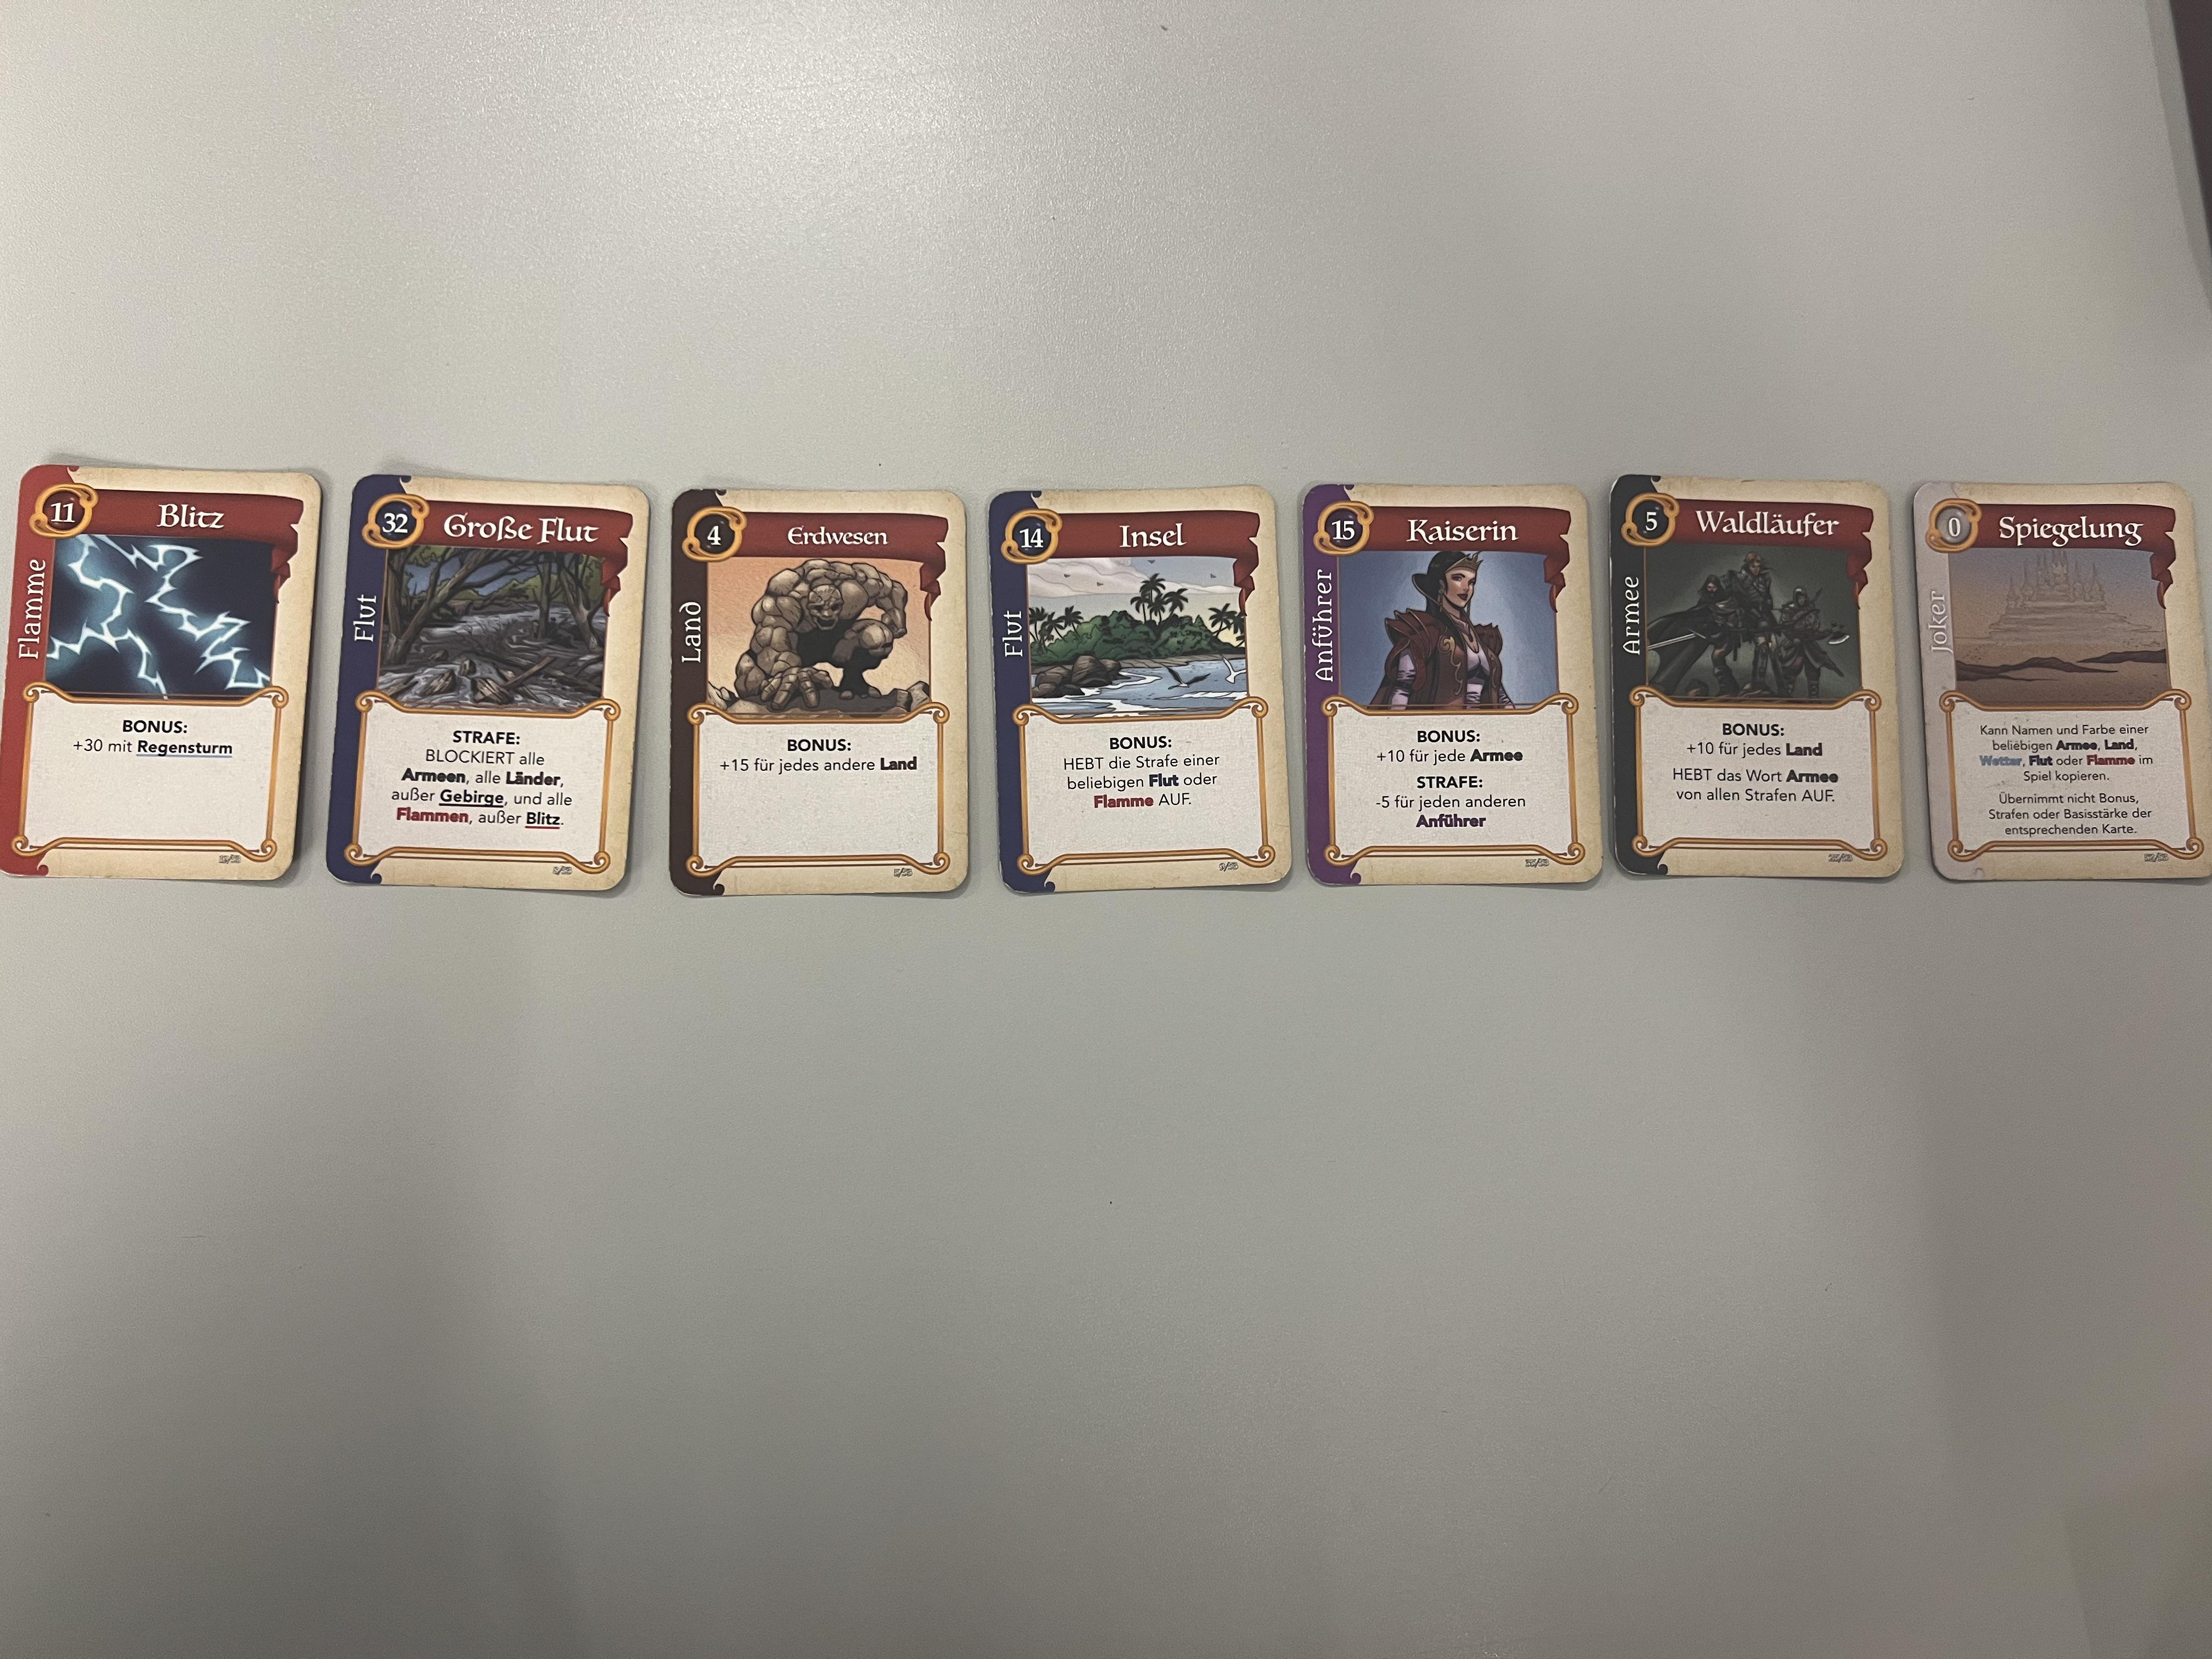 11
Blitz
Flamme
BONUS:
+30 mit Regensturm
32
Große Flut
Flut
STRAFE:
BLOCKIERT alle
Armeen, alle Länder,
außer Gebirge, und alle
Flammen, außer Blitz.
4
Erdwesen
Land
BONUS:
+15 für jedes andere Land
14
Insel
Flut
BONUS:
HEBT die Strafe einer
beliebigen Flut oder
Flamme AUF.
15
Kaiserin
Anführer
BONUS:
+10 für jede Armee
STRAFE:
-5 für jeden anderen
Anführer
5
Waldläufer
Armee
BONUS:
+10 für jedes Land
HEBT das Wort Armee
von allen Strafen AUF.
0
Spiegelung
Joker
Kann Namen und Farbe einer
beliebigen Armee, Land,
Wetter, Flut oder Flamme im
Spiel kopieren.
Übernimmt nicht Bonus,
Strafen oder Basisstärke der
entsprechenden Karte.
52/53